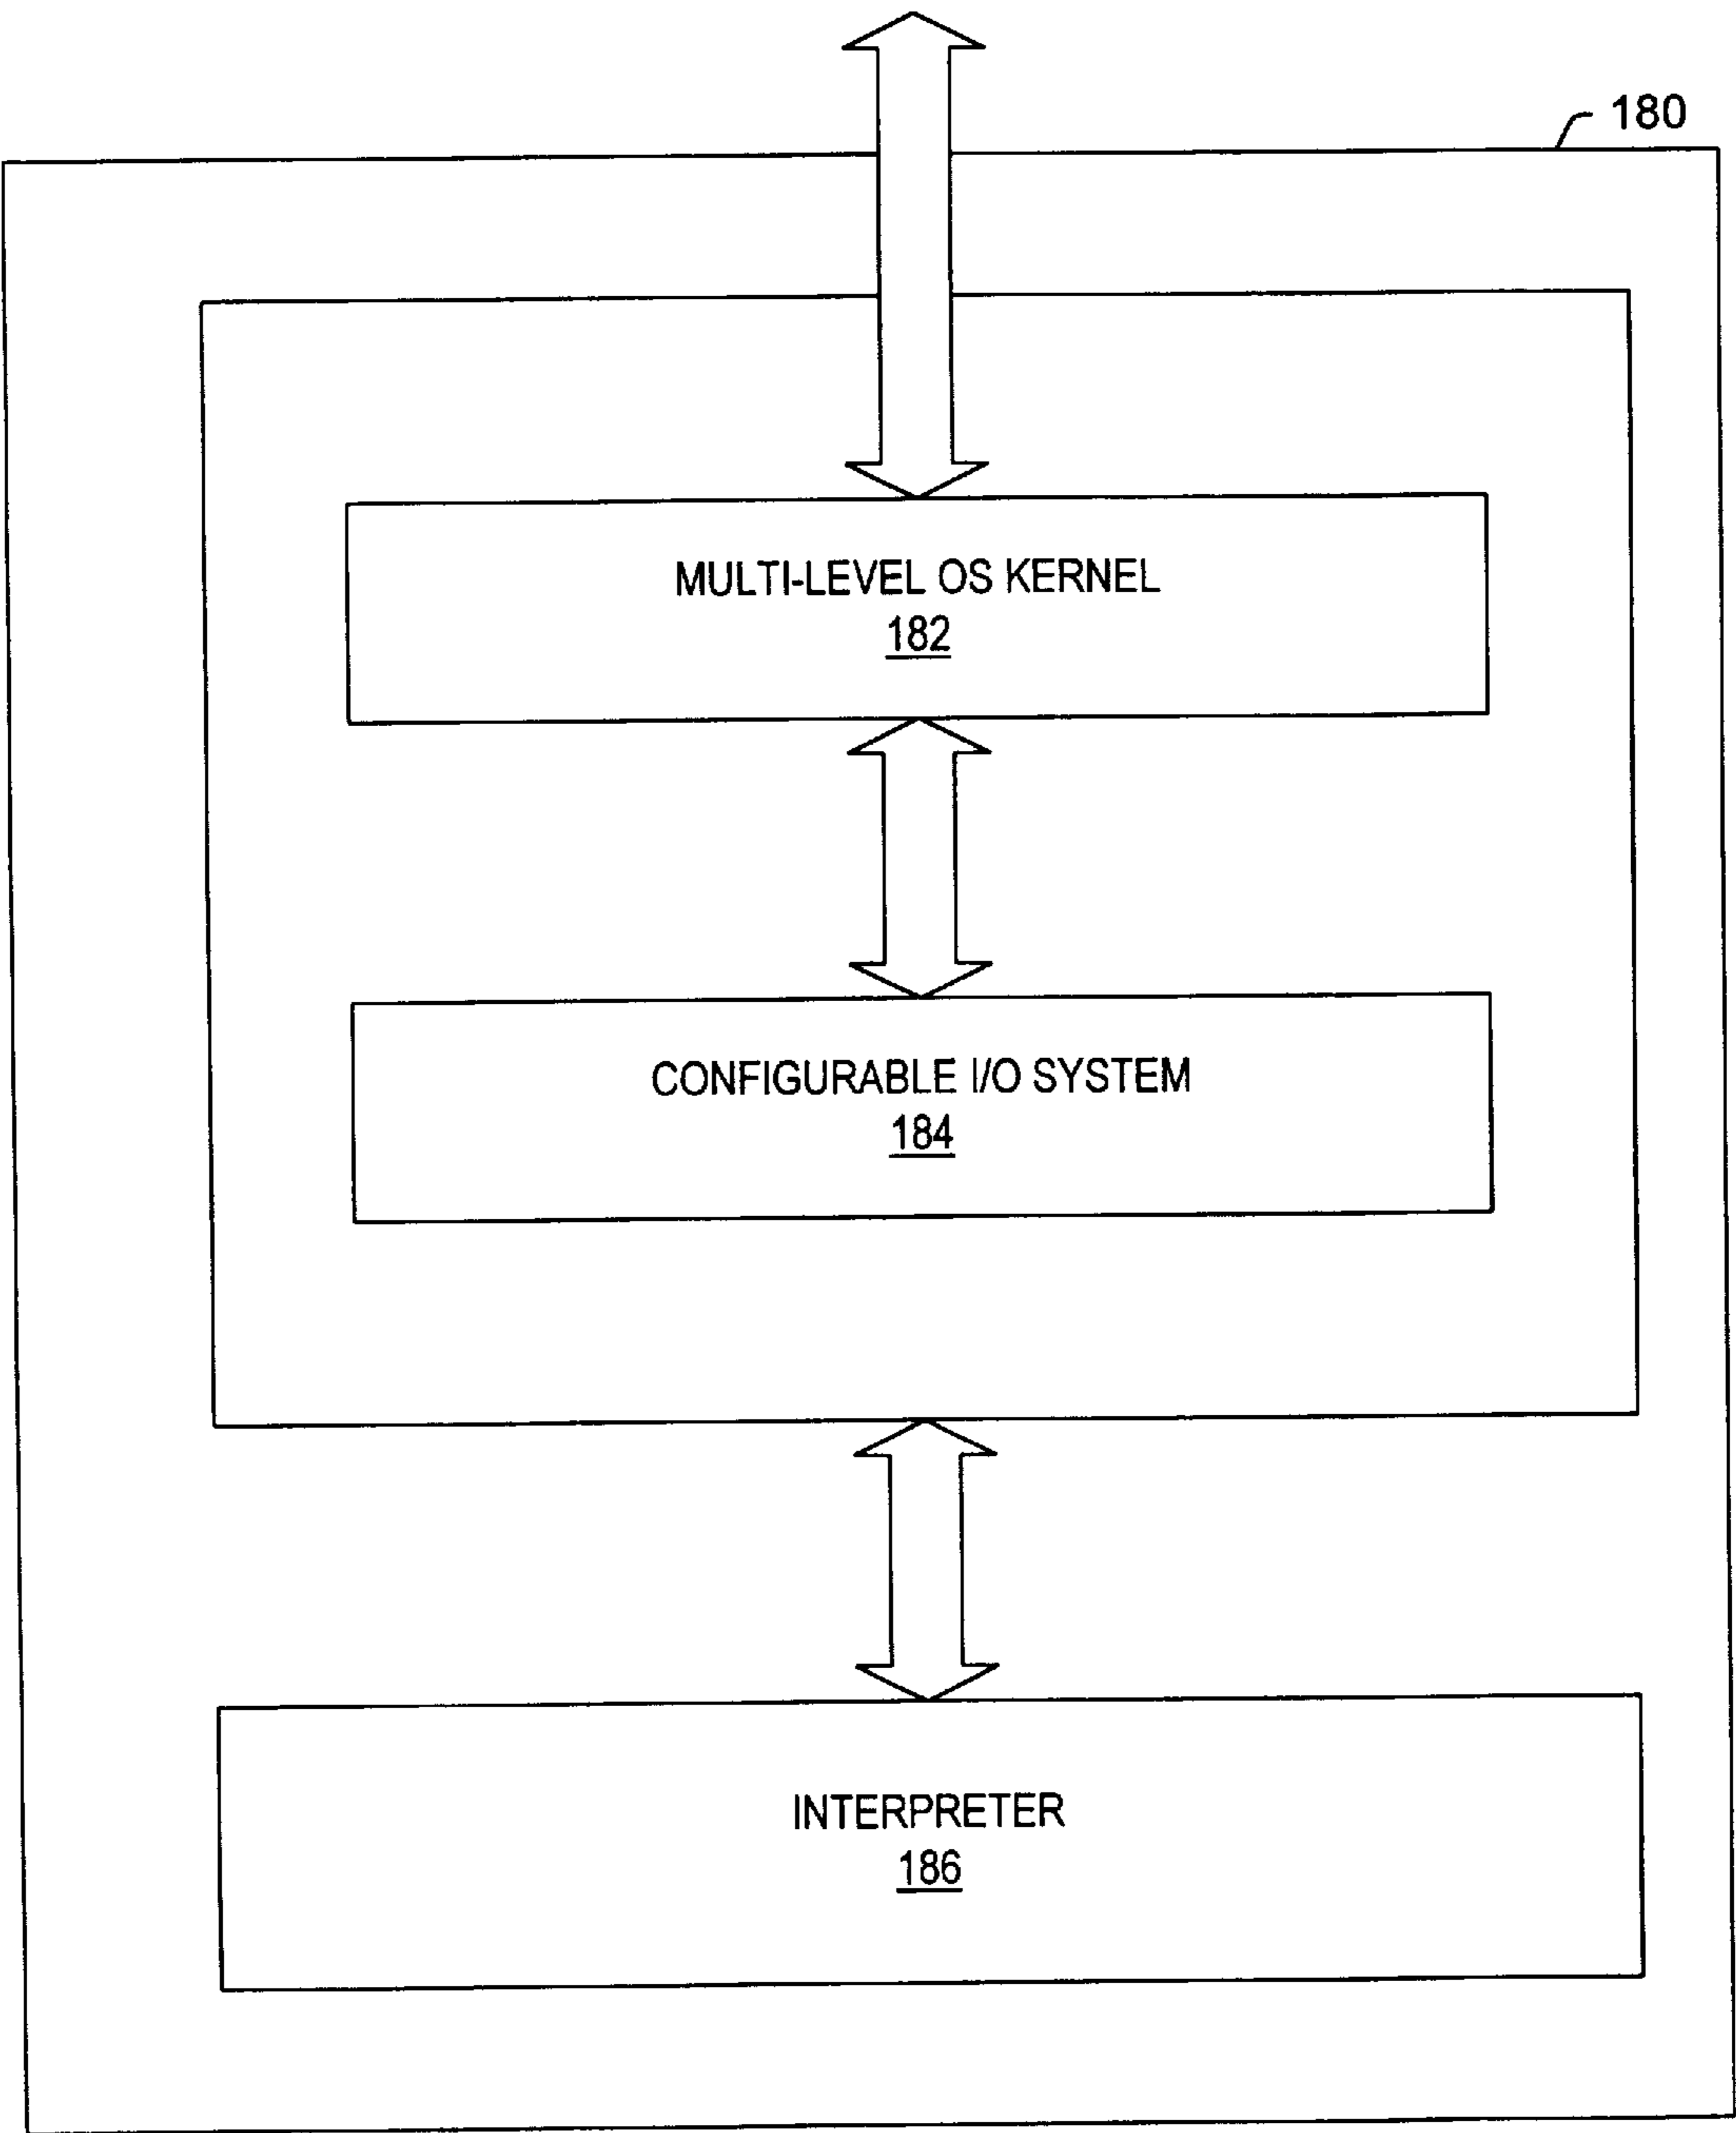 180
MULTI-LEVEL OS KERNEL
182
CONFIGURABLE I/O SYSTEM
184
INTERPRETER
186